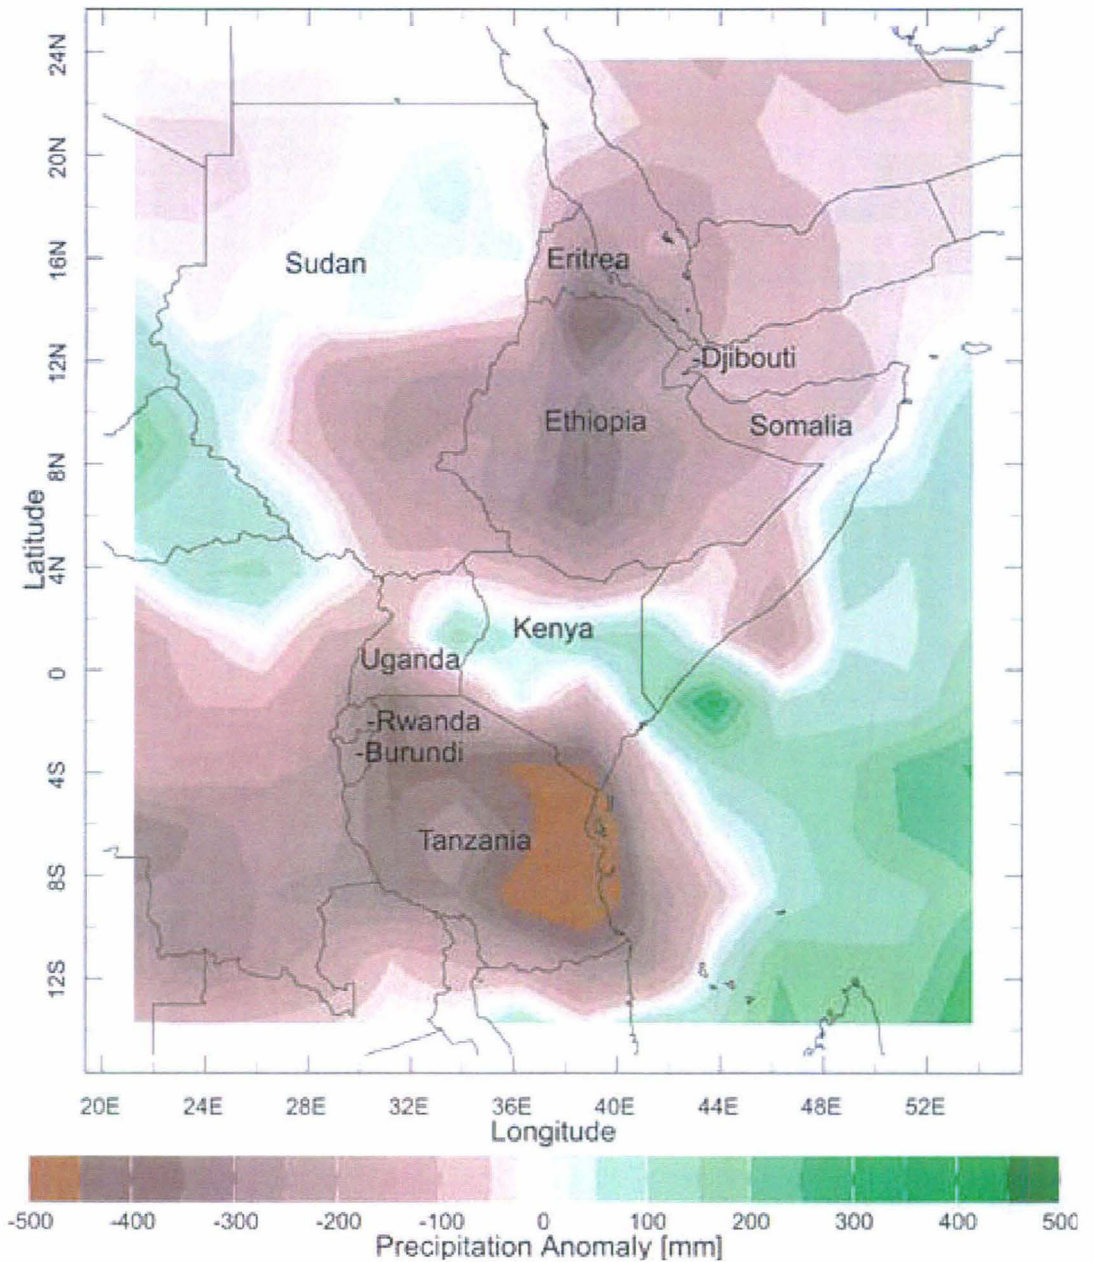 24N
20N
16N
12N
8N
4N
0
4S
8S
12S
Latitude
Sudan
Eritrea
-Djibouti
Ethiopia
Somalia
Kenya
Uganda
-Rwanda
-Burundi
Tanzania
20E 24E 28E 32E 36E 40E 44E 48E 52E
Longitude
-500 -400 -300 -200 -100 0 100 200 300 400 500
Precipitation Anomaly [mm]